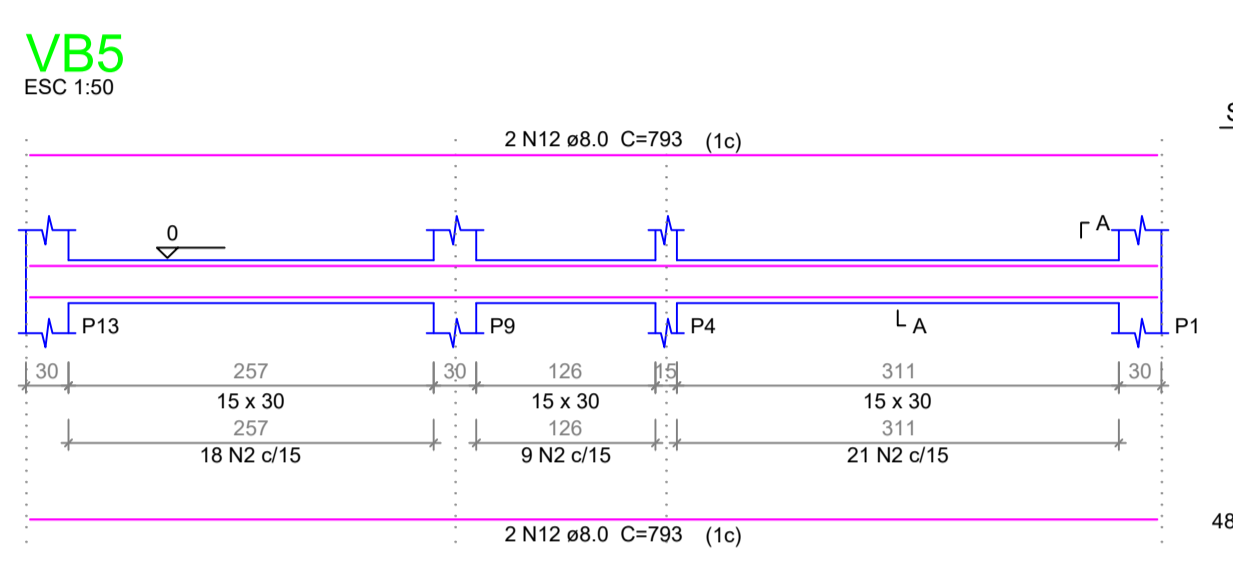 VB5
ESC 1:50
2 N12 ø8.0 C=793 (1c)
A
0
P13
P9
P4
A
P1
30 257 30 126 15 311 30
15 x 30 15 x 30 15 x 30
257 126 311
18 N2 c/15 9 N2 c/15 21 N2 c/15
2 N12 ø8.0 C=793 (1c)
48